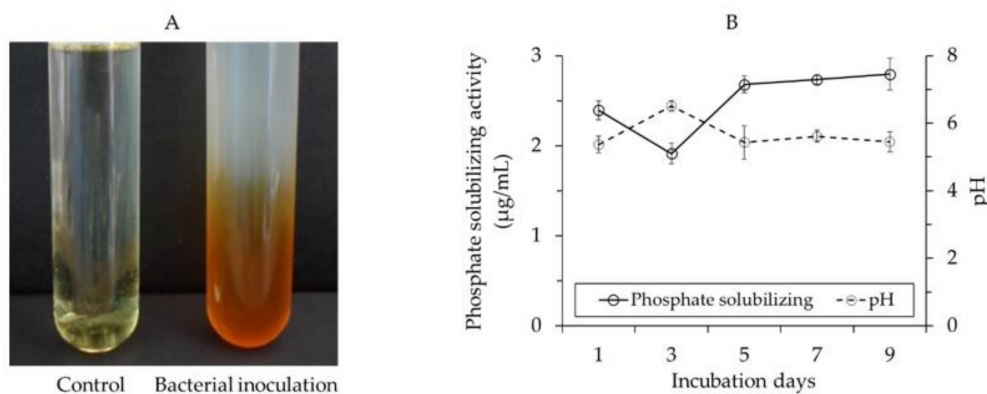 A
Control
Bacterial inoculation
B
Phosphate solubilizing activity
(µg/mL)
3
2
1
0
8
6
4
2
0
pH
Phosphate solubilizing
pH
1 3 5 7 9
Incubation days